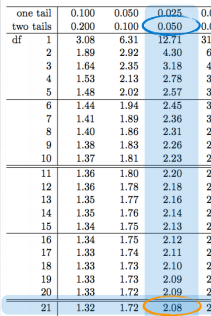 one tail 0.100 0.050 0.025 0.0
two tails 0.200 0.100 0.050 0.0
df 1 3.08 6.31 12.71 31
2 1.89 2.92 4.30 6
3 1.64 2.35 3.18 4
4 1.53 2.13 2.78
5 1.48 2.02 2.57 3
6 1.44 1.94 2.45 3
7 1.41 1.89 2.36 3
8 1.40 1.86 2.31 2
9 1.38 1.83 2.26 2
10 1.37 1.81 2.23 2
11 1.36 1.80 2.20 2
12 1.36 1.78 2.18 2
13 1.35 1.77 2.16 2
14 1.35 1.76 2.14 2
15 1.34 1.75 2.13 2
16 1.34 1.75 2.12 2
17 1.33 1.74 2.11 2
18 1.33 1.73 2.10 2
19 1.33 1.73 2.09 2
20 1.33 1.72 2.09 2
21 1.32 1.72 2.08 2